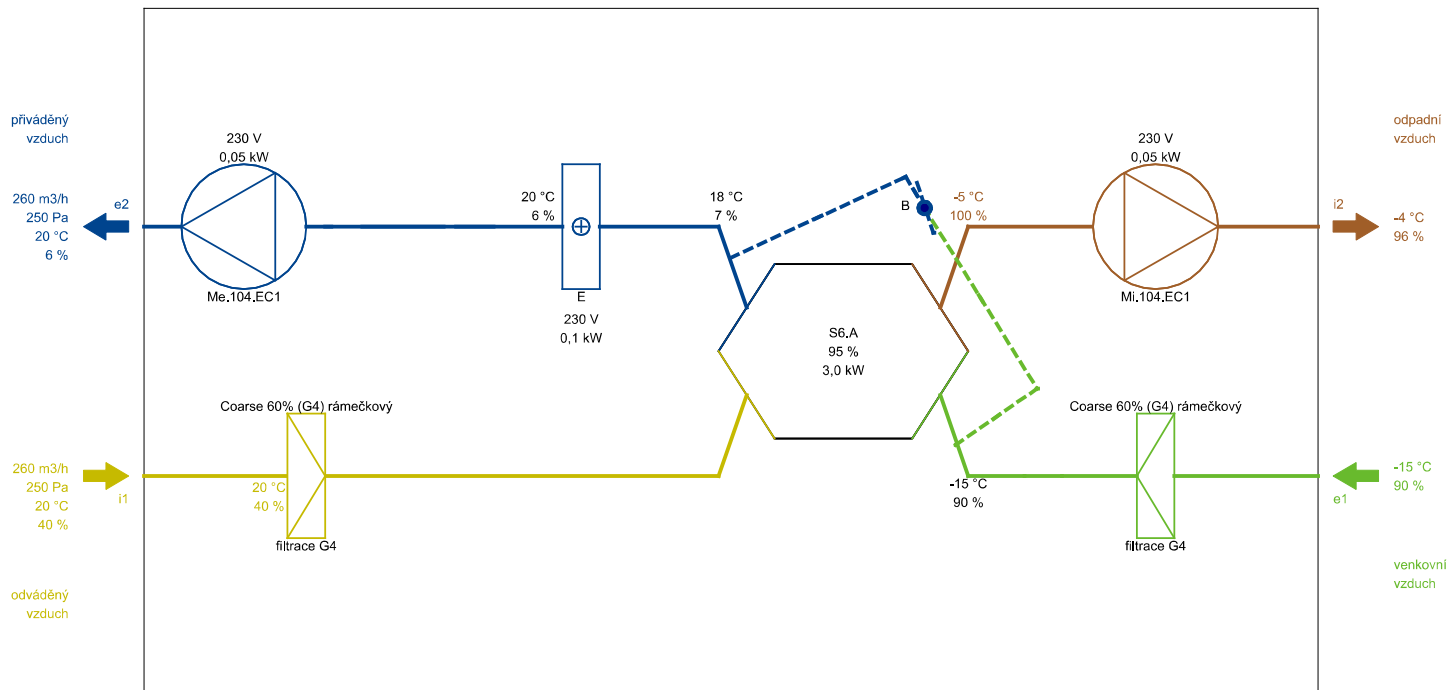 přiváděný
vzduch
260 m3/h
250 Pa
20 °C
6 %
e2
230 V
0,05 kW
Me.104.EC1
20 °C
6 %
E
230 V
0,1 kW
18 °C
7 %
B
-5 °C
100 %
230 V
0,05 kW
Mi.104.EC1
odpadní
vzduch
i2
-4 °C
96 %
S6.A
95 %
3,0 kW
260 m3/h
250 Pa
20 °C
40 %
i1
Coarse 60% (G4) rámečkový
20 °C
40 %
filtrace G4
odváděný
vzduch
-15 °C
90 %
Coarse 60% (G4) rámečkový
filtrace G4
-15 °C
90 %
e1
venkovní
vzduch